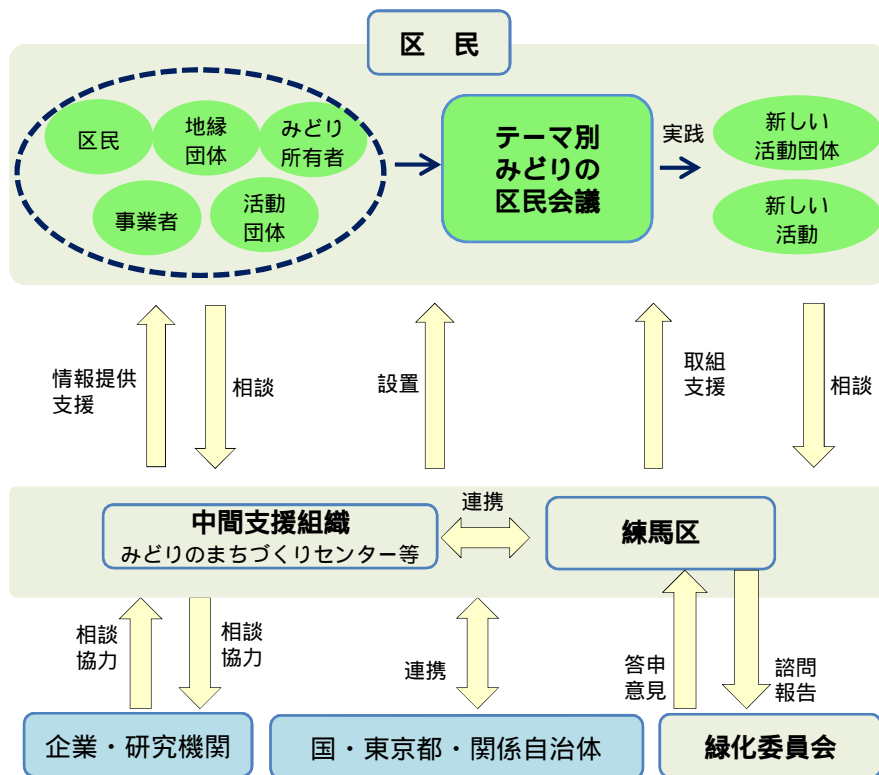 区　民
区民
地縁
団体
みどり
所有者
事業者
活動
団体
テーマ別
みどりの
区民会議
実践
新しい
活動団体
新しい
活動
情報提供
支援
相談
設置
取組
支援
相談
中間支援組織
みどりのまちづくりセンター等
連携
練馬区
相談
協力
相談
協力
連携
答申
意見
諮問
報告
企業・研究機関
国・東京都・関係自治体
緑化委員会